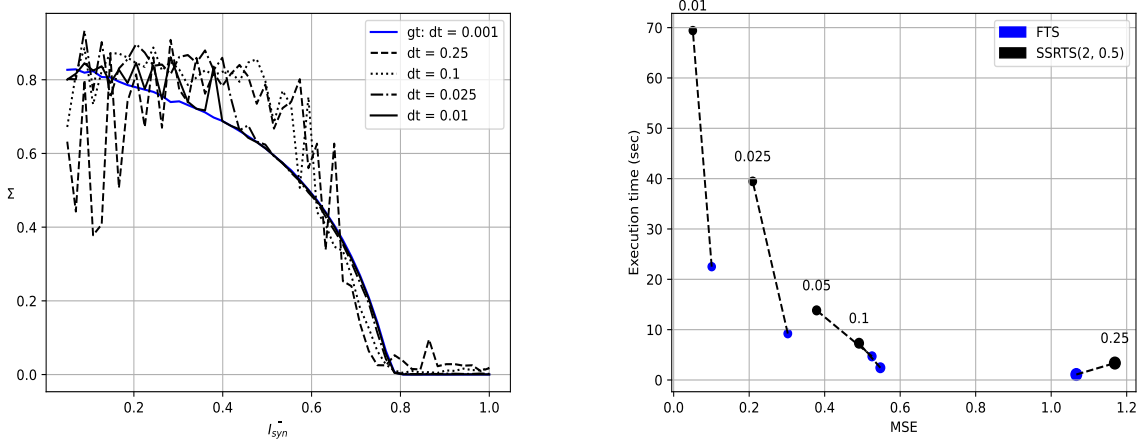 gt: dt = 0.001
dt = 0.25
dt = 0.1
dt = 0.025
dt = 0.01
0.8
0.6
0.4
0.2
0.0
Σ
0.2
0.4
0.6
0.8
1.0
I_syn^-
0.01
FTS
SSRTS(2, 0.5)
0.025
0.05
0.1
0.25
70
60
50
40
30
20
10
0
Execution time (sec)
0.0
0.2
0.4
0.6
0.8
1.0
1.2
MSE